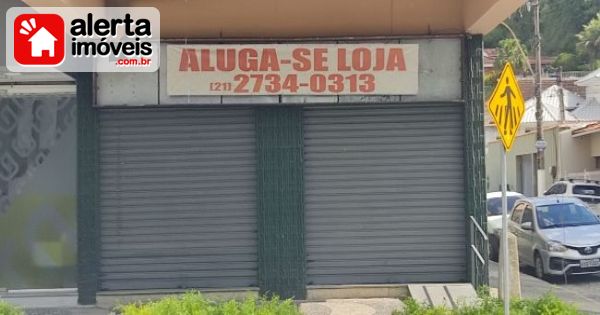 alerta
imóveis
.com.br
ALUGA-SE LOJA
(21) 2734-0313